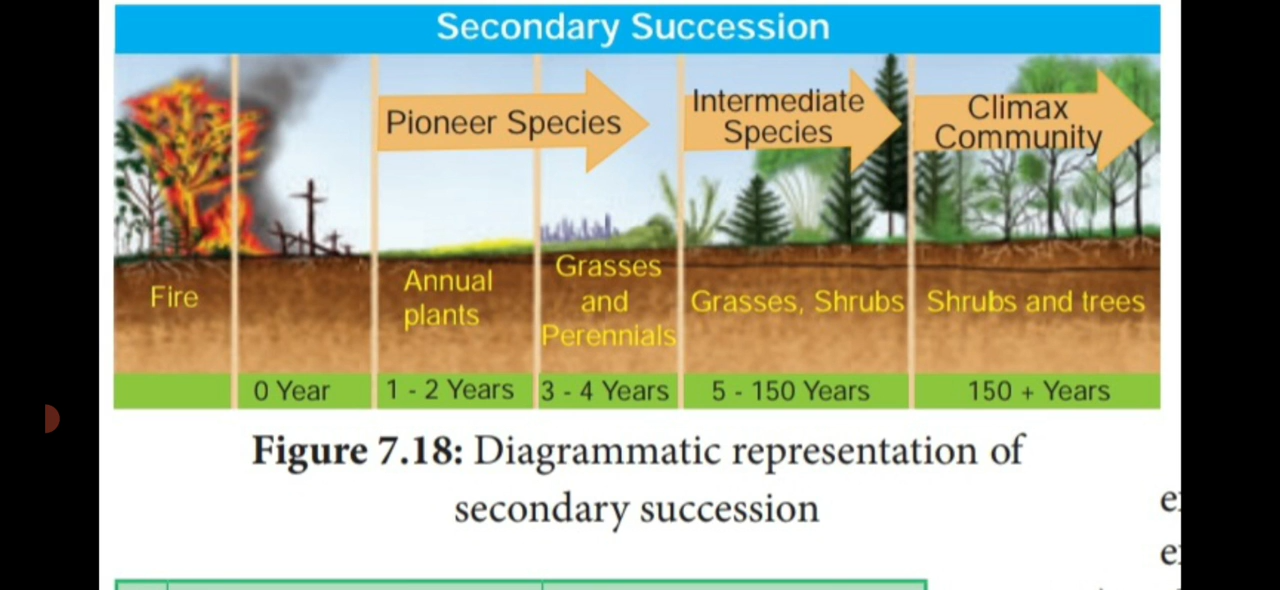 Secondary Succession
Pioneer Species
Intermediate
Species
Climax
Community
Fire
Annual
plants
Grasses
and
Perennials
Grasses, Shrubs
Shrubs and trees
0 Year
1 - 2 Years
3 - 4 Years
5 - 150 Years
150 + Years
Figure 7.18: Diagrammatic representation of
secondary succession